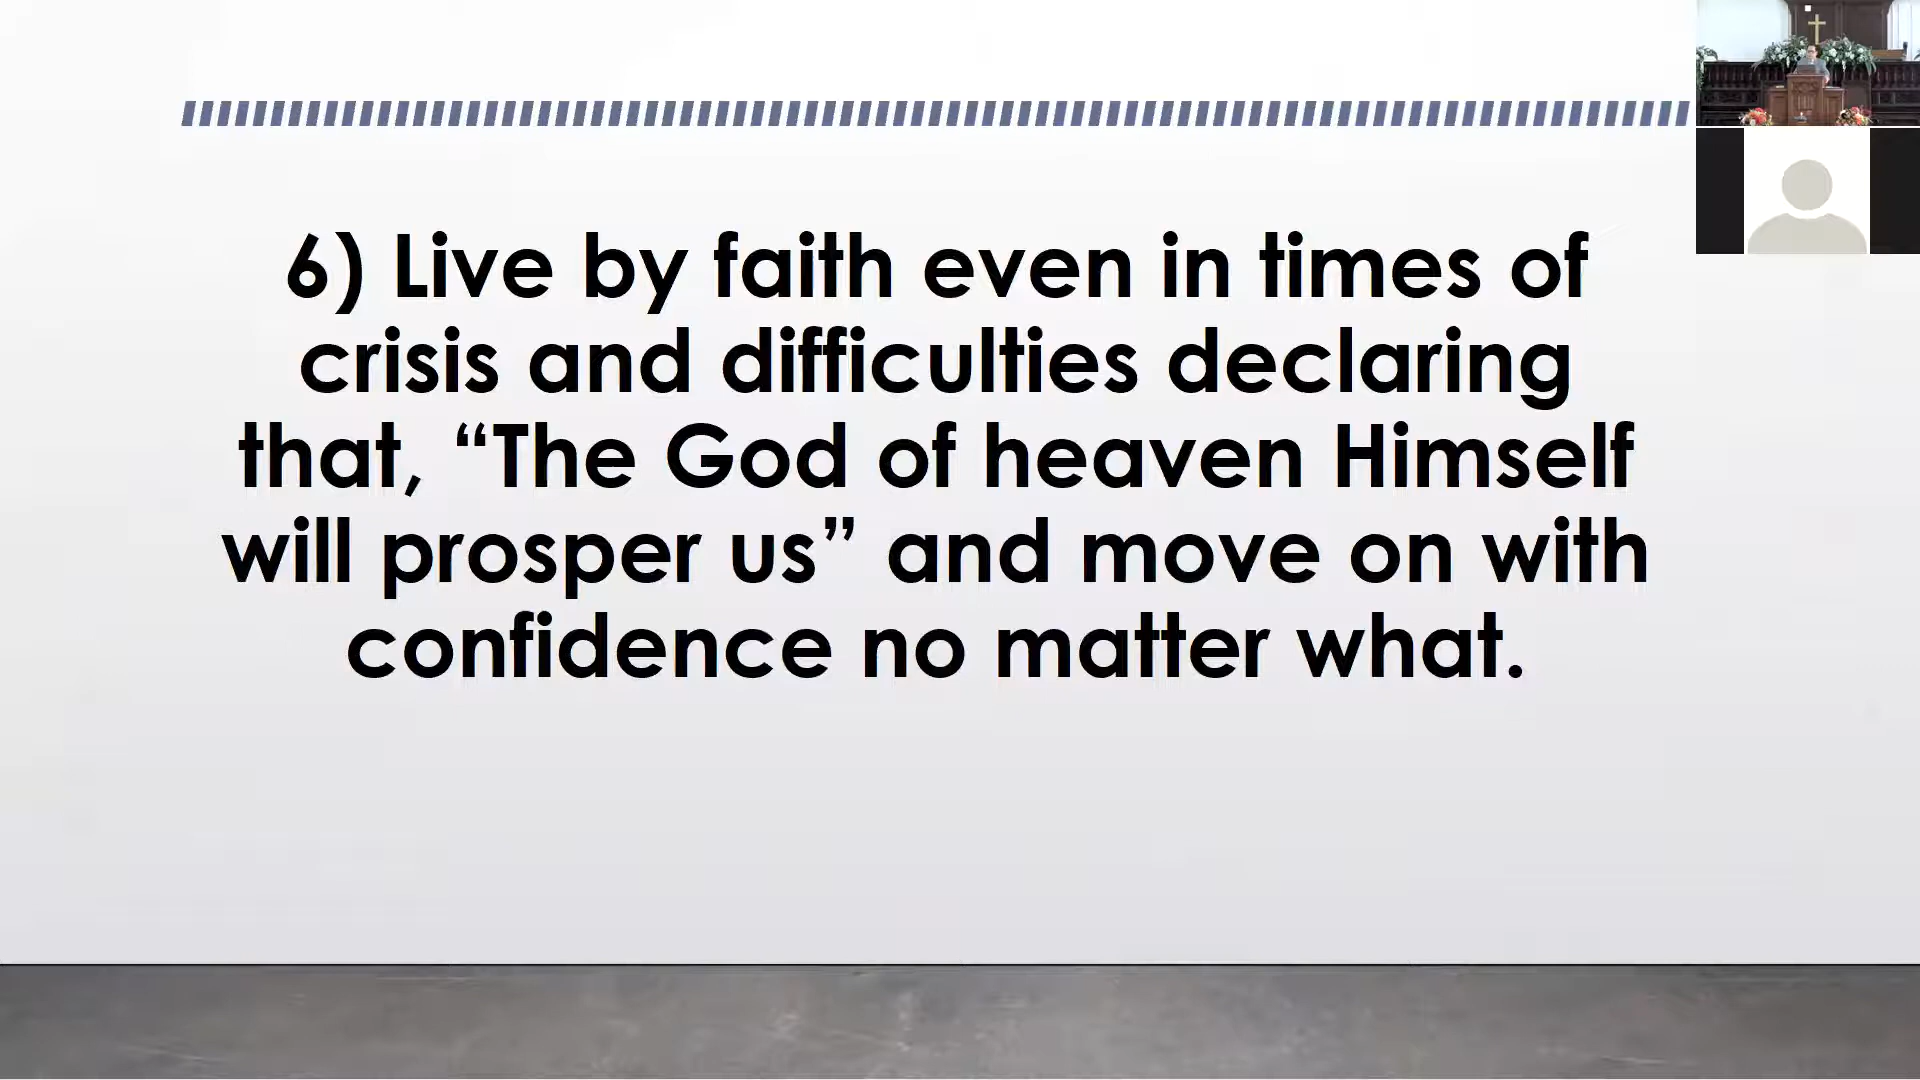 6) Live by faith even in times of
crisis and difficulties declaring
that, “The God of heaven Himself
will prosper us” and move on with
confidence no matter what.